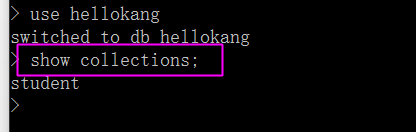 > use hellokang
switched to db hellokang
> show collections;
student
>